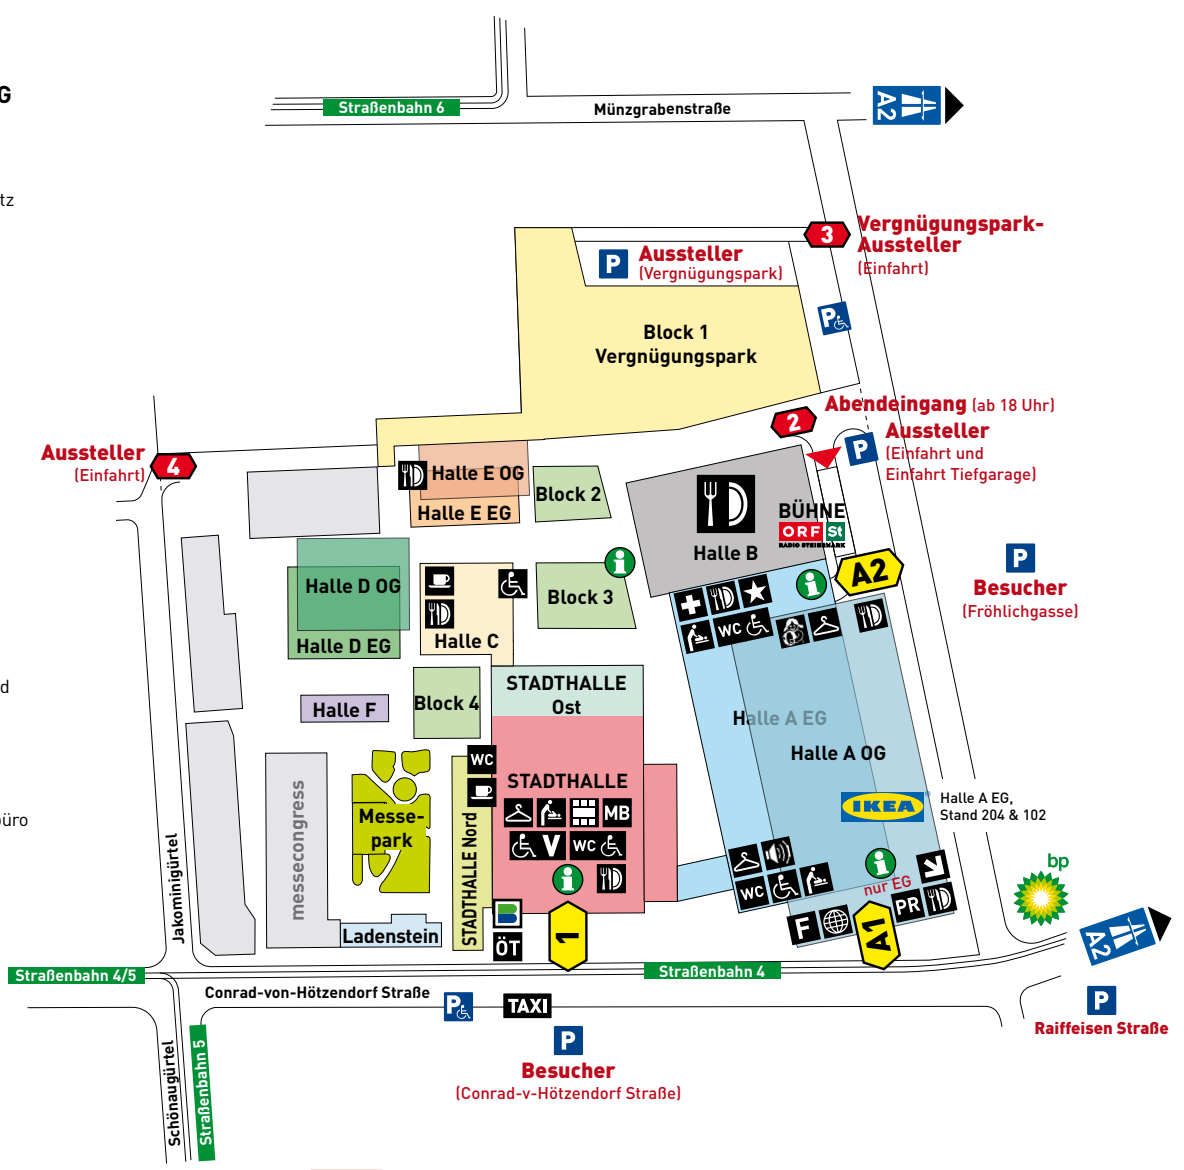 G
Straßenbahn 6
Münzgrabenstraße
A2
tz
3
Vergnügungspark-
Aussteller
(Einfahrt)
P
Aussteller
(Vergnügungspark)
P
Block 1
Vergnügungspark
2
Abendeingang (ab 18 Uhr)
P
Aussteller
(Einfahrt und
Einfahrt Tiefgarage)
Aussteller
(Einfahrt)
4
Halle E OG
Halle E EG
Block 2
BÜHNE
ORF St
RADIO STEIERMARK
Halle B
i
i
A2
P
Besucher
(Fröhlichgasse)
Halle D OG
Halle D EG
Halle C
Block 3
WC
rd
Halle F
Block 4
STADTHALLE
Ost
Halle A EG
Halle A OG
WC
STADTHALLE
MB
V
WC
i
IKEA®
Halle A EG,
Stand 204 & 102
büro
Messe-
park
messecongress
STADTHALLE Nord
Jakominigürtel
WC
i
nur EG
PR
F
bp
Ladenstein
ÖT
1
A1
A2
Straßenbahn 4/5
Straßenbahn 4
Conrad-von-Hötzendorf Straße
P
TAXI
P
Raiffeisen Straße
P
Besucher
(Conrad-v-Hötzendorf Straße)
Schönaugürtel
Straßenbahn 5